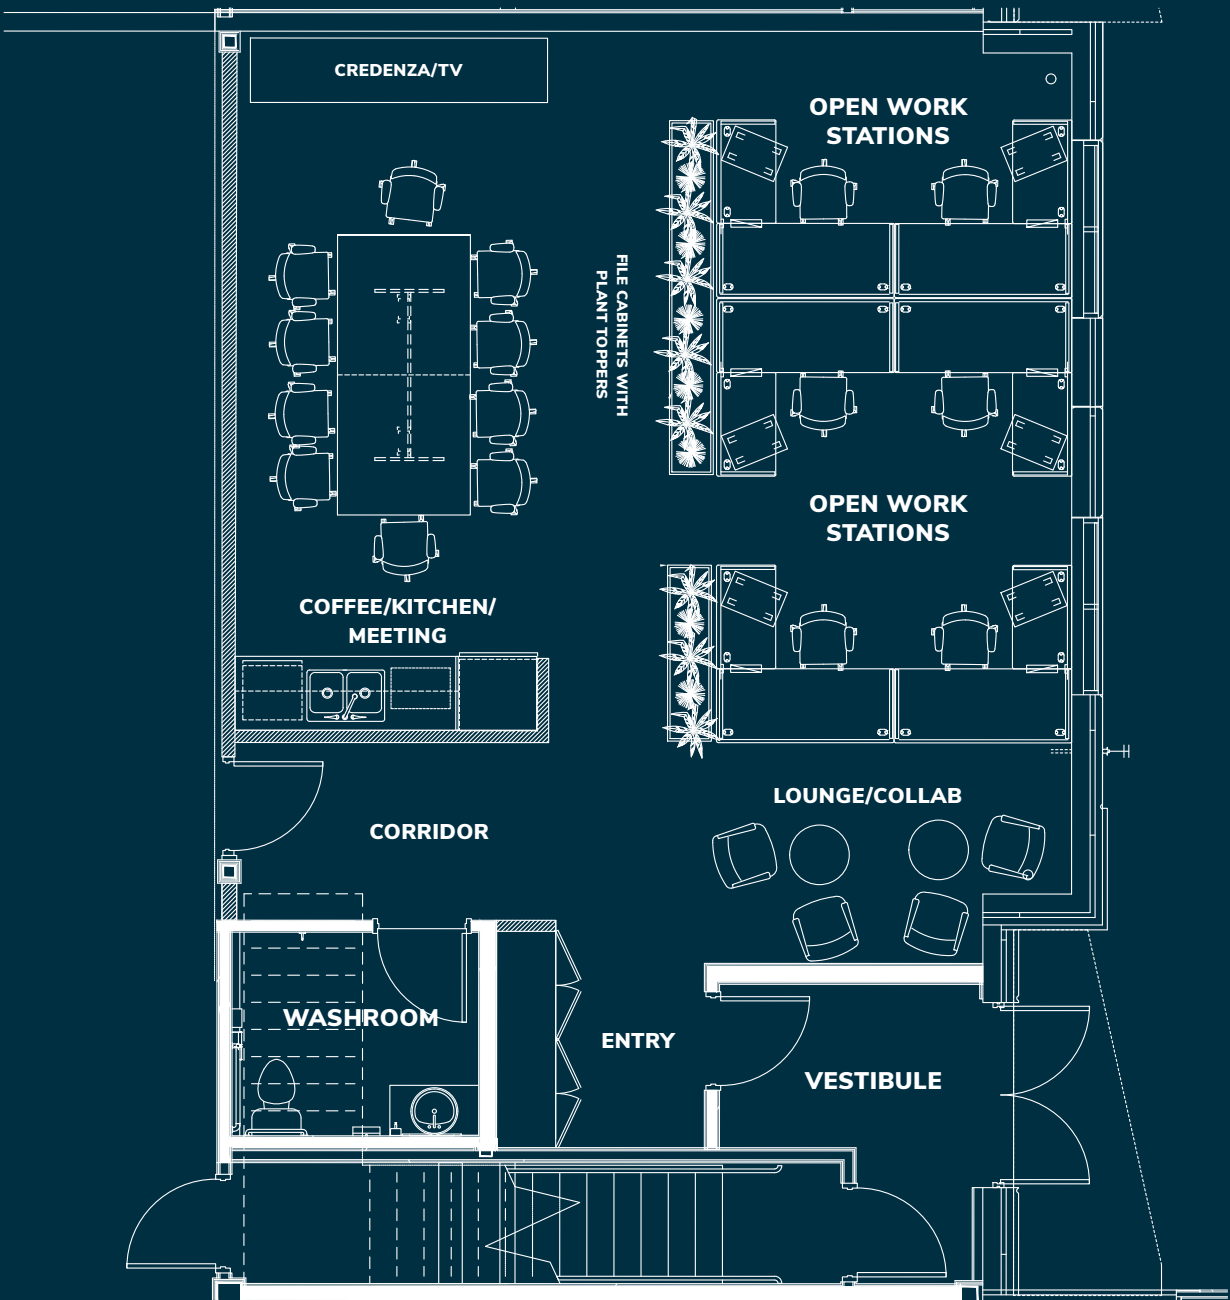 CREDENZA/TV
OPEN WORK
STATIONS
FILE CABINETS WITH
PLANT TOPPERS
OPEN WORK
STATIONS
COFFEE/KITCHEN/
MEETING
LOUNGE/COLLAB
CORRIDOR
WASHROOM
ENTRY
VESTIBULE